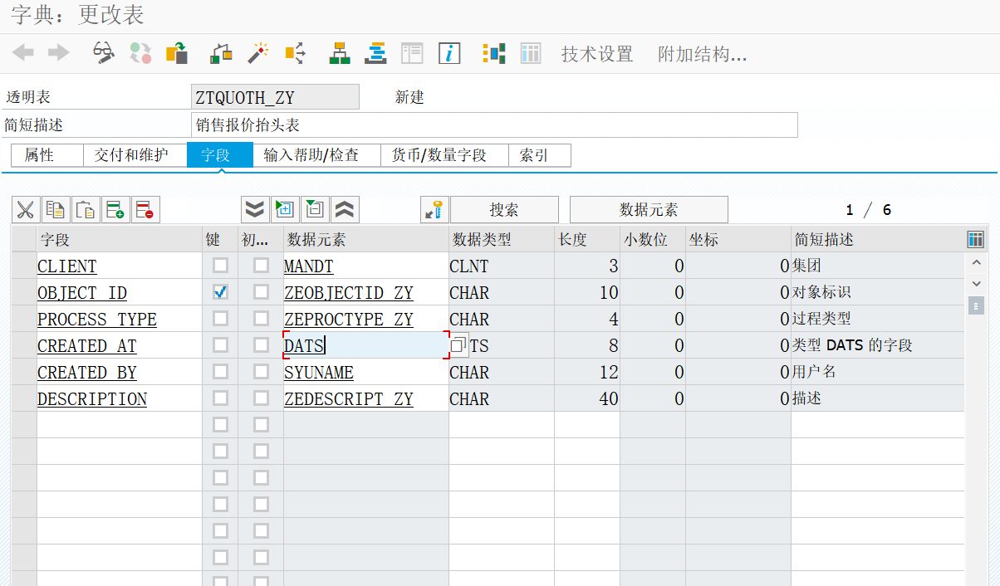 字典：更改表
技术设置 附加结构...
透明表 ZTQUOTH_ZY 新建
简短描述 销售报价抬头表
属性 交付和维护 字段 输入帮助/检查 货币/数量字段 索引
搜索 数据元素 1 / 6
字段 键 初... 数据元素 数据类型 长度 小数位 坐标 简短描述
CLIENT MANDT CLNT 3 0 0 集团
OBJECT_ID ZEOBJECTID_ZY CHAR 10 0 0 对象标识
PROCESS_TYPE ZEPROCTYPE_ZY CHAR 4 0 0 过程类型
CREATED_AT DATS TS 8 0 0 类型 DATS 的字段
CREATED_BY SYUNAME CHAR 12 0 0 用户名
DESCRIPTION ZEDESCRIPT_ZY CHAR 40 0 0 描述